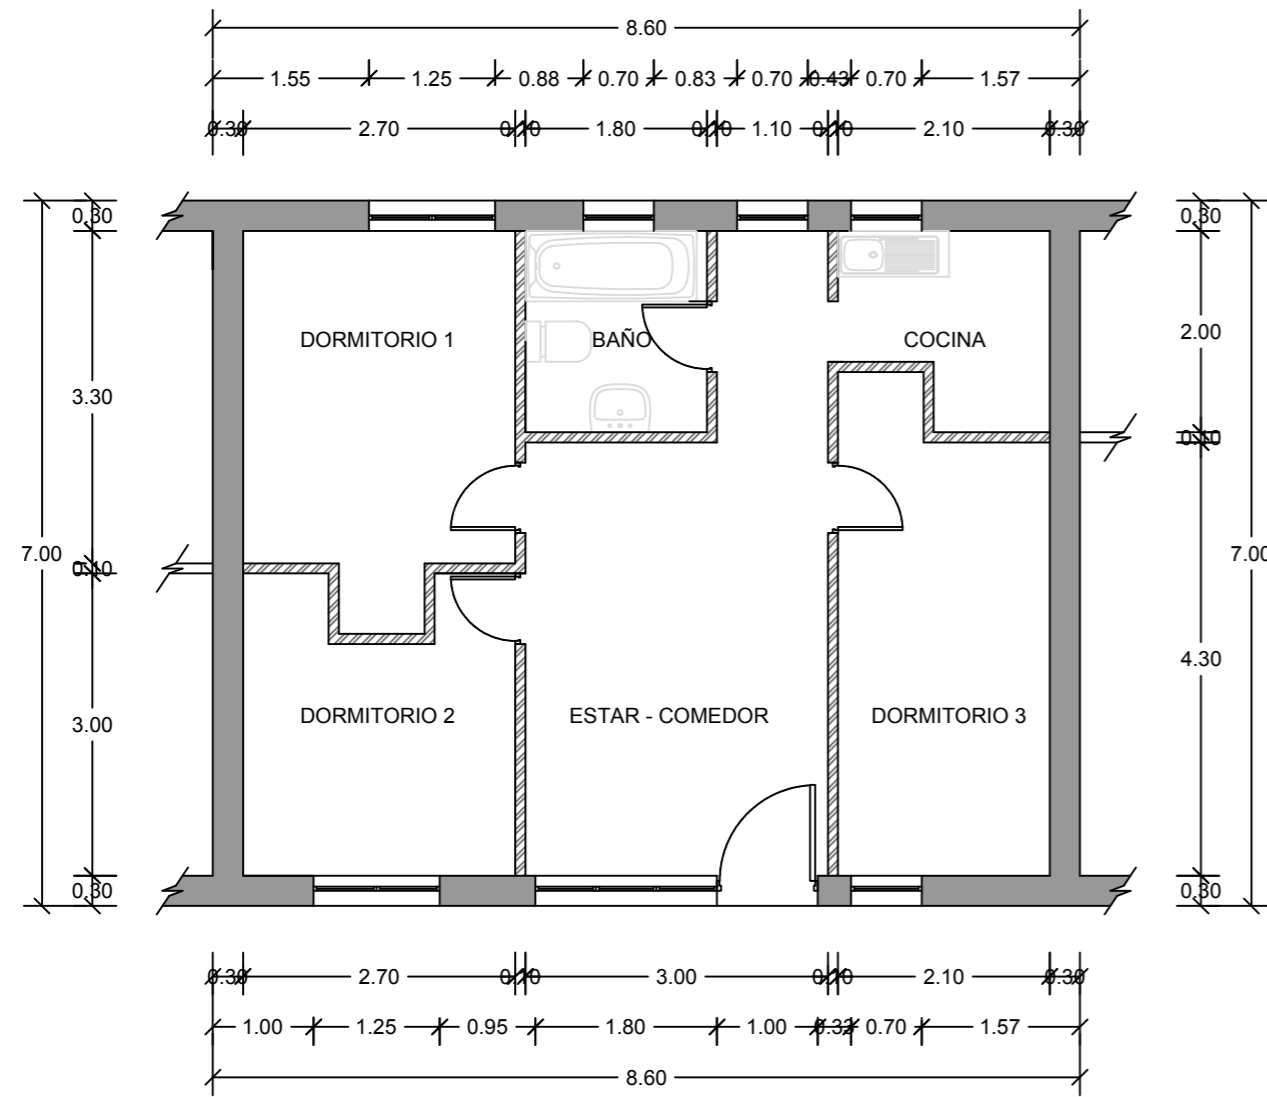 8.60
1.55 1.25 0.88 0.70 0.83 0.70 0.43 0.70 1.57
0.30 2.70 0.10 1.80 0.10 1.10 0.10 2.10 0.30
0.30 0.30
DORMITORIO 1 BAÑO COCINA 2.00
3.30
0.10
7.00 0.10 7.00
4.30
3.00 DORMITORIO 2 ESTAR - COMEDOR DORMITORIO 3
0.30 0.30
0.30 2.70 0.10 3.00 0.10 2.10 0.30
1.00 1.25 0.95 1.80 1.00 0.33 0.70 1.57
8.60